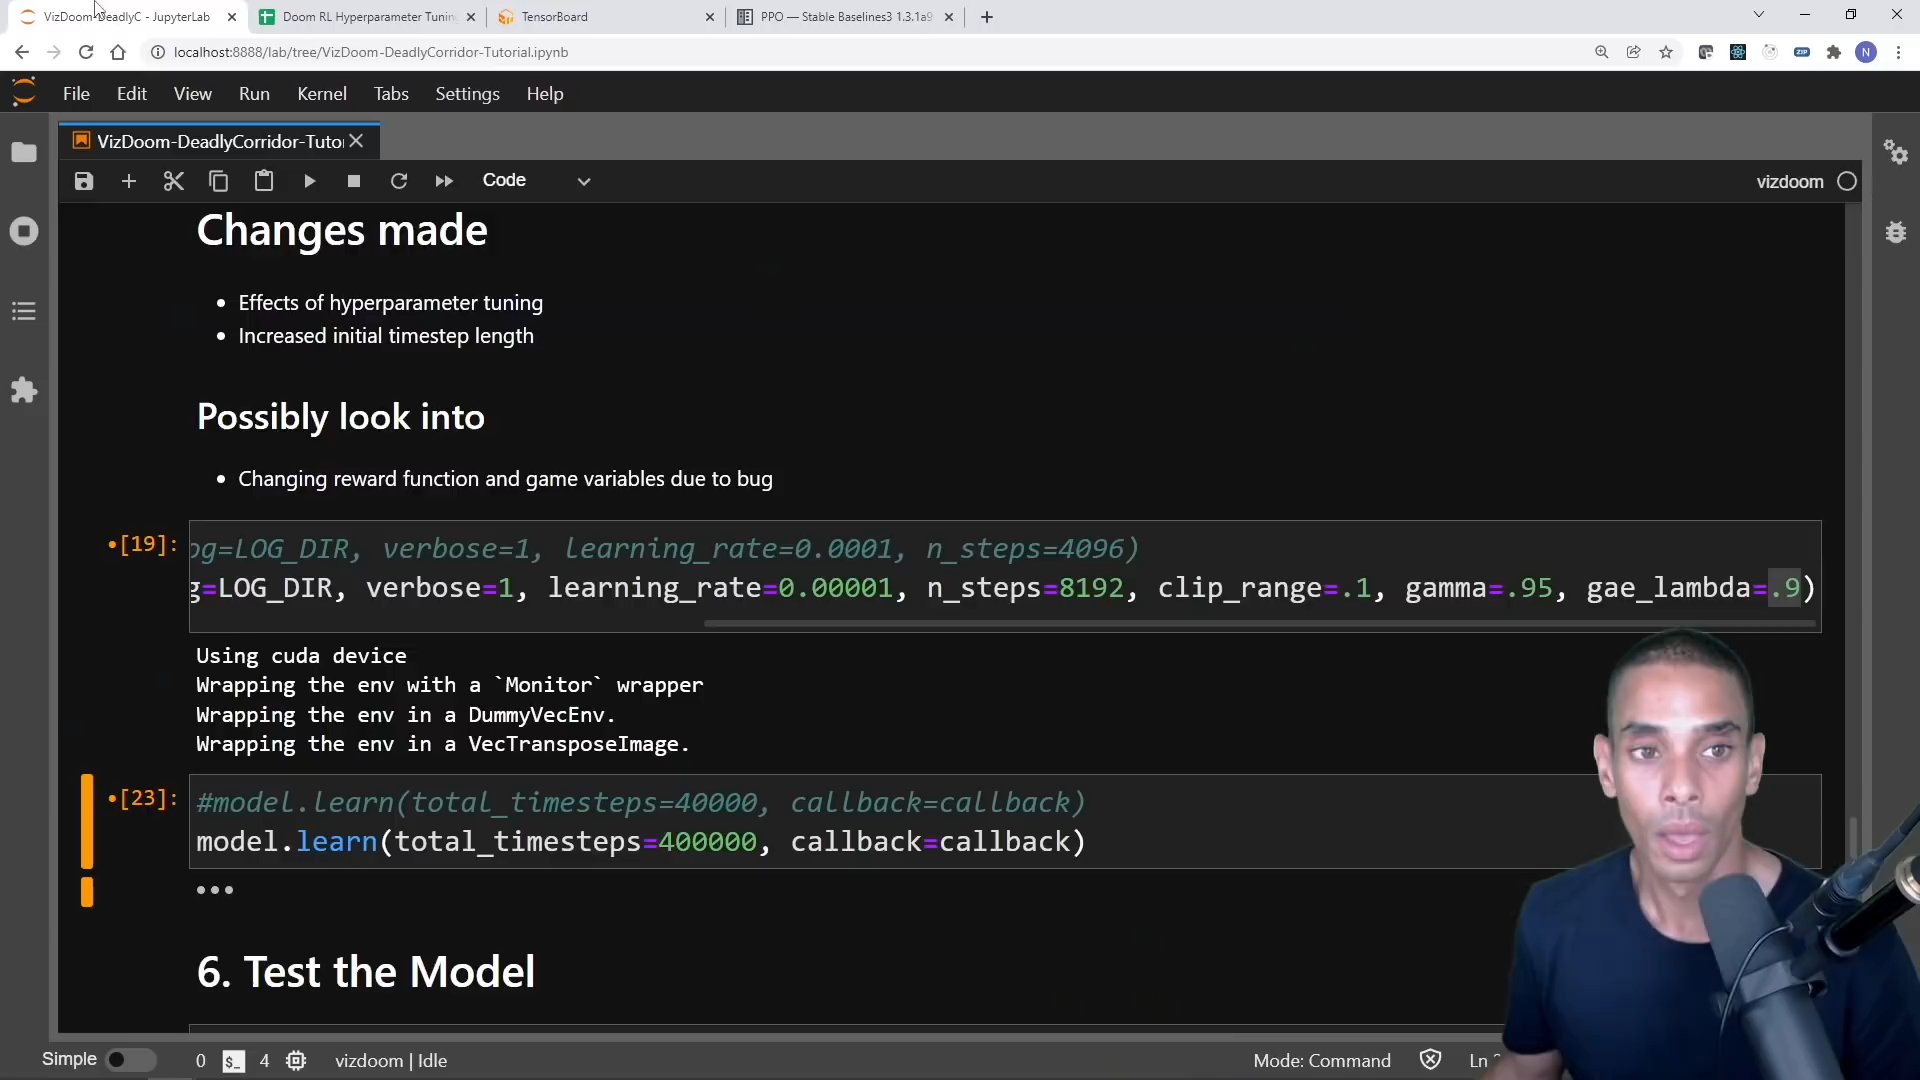 VizDoom-DeadlyC - JupyterLab
Doom RL Hyperparameter Tuning
TensorBoard
PPO — Stable Baselines3 1.3.1a9
localhost:8888/lab/tree/VizDoom-DeadlyCorridor-Tutorial.ipynb
ZIP
N
File Edit View Run Kernel Tabs Settings Help
VizDoom-DeadlyCorridor-Tutor
Code
vizdoom
Changes made
• Effects of hyperparameter tuning
• Increased initial timestep length
Possibly look into
• Changing reward function and game variables due to bug
•[19]:
og=LOG_DIR, verbose=1, learning_rate=0.0001, n_steps=4096)
g=LOG_DIR, verbose=1, learning_rate=0.00001, n_steps=8192, clip_range=.1, gamma=.95, gae_lambda=.9)
Using cuda device
Wrapping the env with a `Monitor` wrapper
Wrapping the env in a DummyVecEnv.
Wrapping the env in a VecTransposeImage.
•[23]:
#model.learn(total_timesteps=40000, callback=callback)
model.learn(total_timesteps=400000, callback=callback)
•••
6. Test the Model
Simple 0 $_ 4 vizdoom | Idle Mode: Command Ln